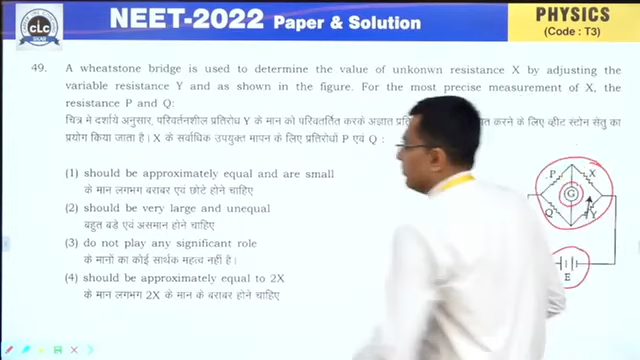 CLC
SIKAR
NEET-2022 Paper & Solution
PHYSICS
(Code : T3)
49. A wheatstone bridge is used to determine the value of unkonwn resistance X by adjusting the
variable resistance Y and as shown in the figure. For the most precise measurement of X, the
resistance P and Q:
चित्र मे दर्शाये अनुसार, परिवर्तनशील प्रतिरोध Y के मान को परिवर्तित करके अज्ञात करने के लिए व्हीट स्टोन सेतु का
प्रयोग किया जाता है। X के सर्वाधिक उपयुक्त मापन के लिए प्रतिरोधों P एवं Q :
(1) should be approximately equal and are small
के मान लगभग बराबर एवं छोटे होने चाहिए
(2) should be very large and unequal
बहुत बड़े एवं असमान होने चाहिए
(3) do not play any significant role
के मानों का कोई सार्थक महत्व नहीं है।
(4) should be approximately equal to 2X
के मान लगभग 2X के मान के बराबर होने चाहिए
P X
G
Q Y
E